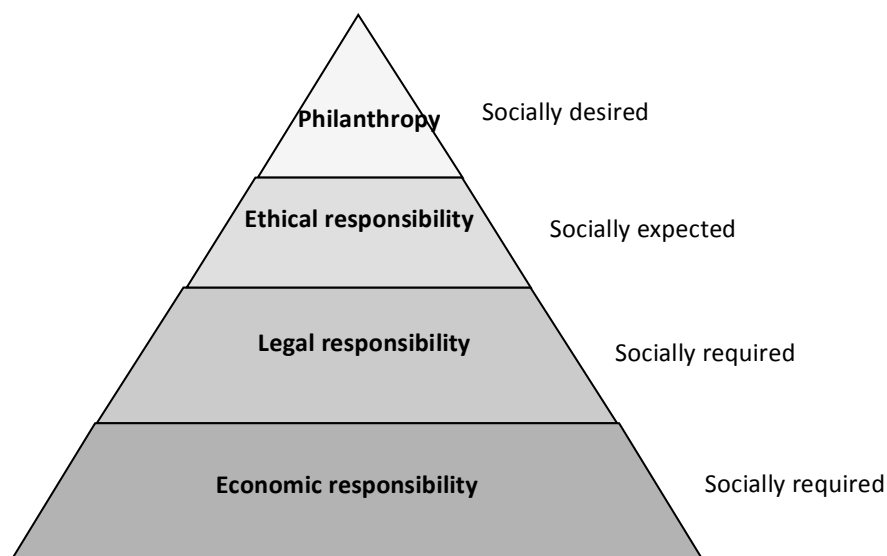 Philanthropy
Socially desired
Ethical responsibility
Socially expected
Legal responsibility
Socially required
Economic responsibility
Socially required